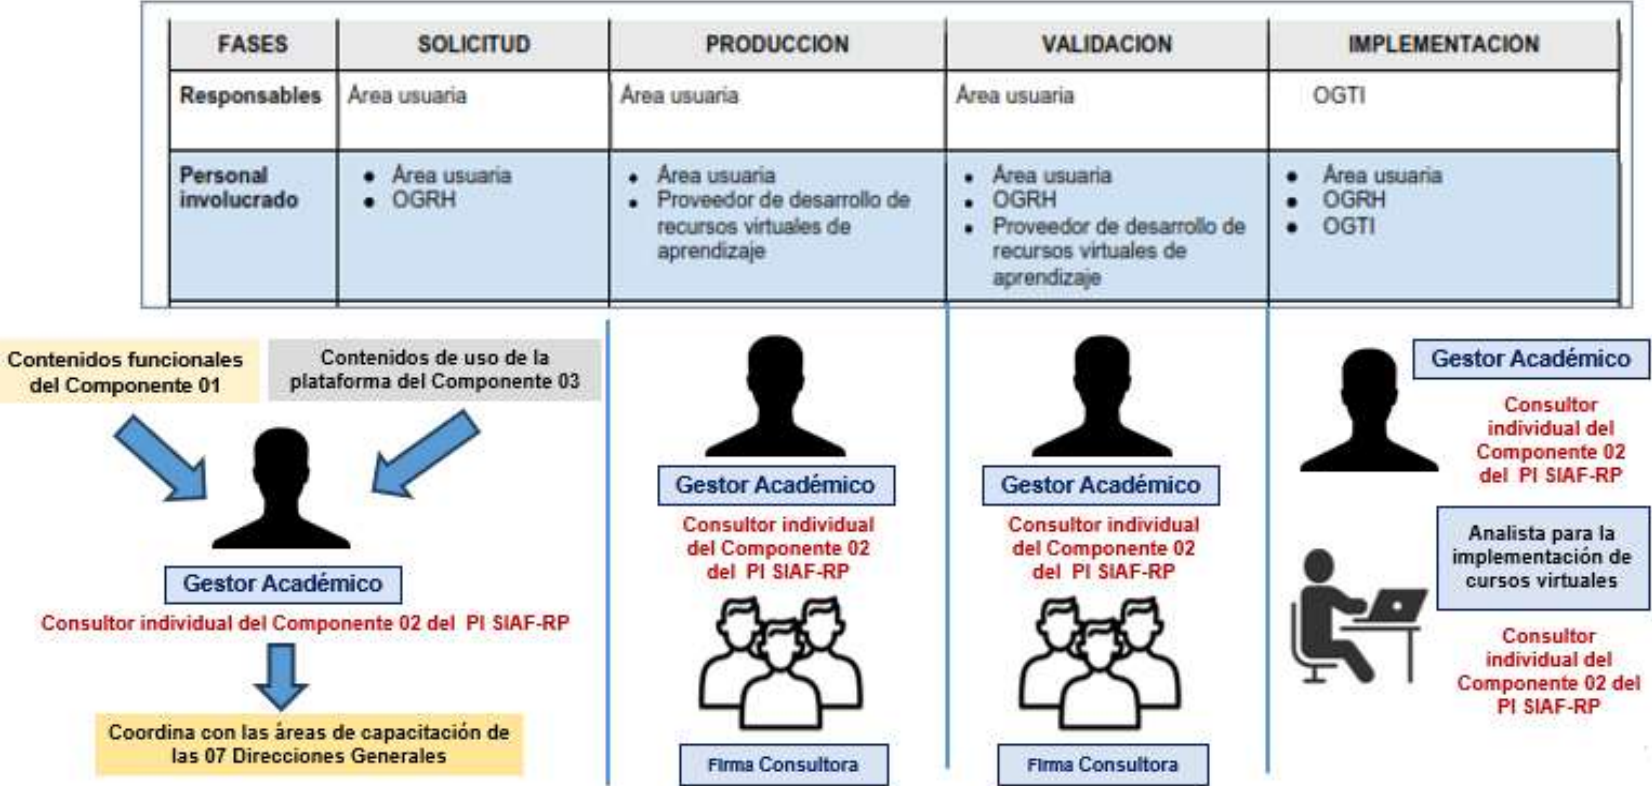 FASES SOLICITUD PRODUCCION VALIDACION IMPLEMENTACION
Responsables Área usuaria Área usuaria Área usuaria OGTI
Personal
involucrado
• Área usuaria
• OGRH
• Área usuaria
• Proveedor de desarrollo de
recursos virtuales de
aprendizaje
• Área usuaria
• OGRH
• Proveedor de desarrollo de
recursos virtuales de
aprendizaje
• Área usuaria
• OGRH
• OGTI
Contenidos funcionales
del Componente 01
Contenidos de uso de la
plataforma del Componente 03
Gestor Académico
Consultor individual del Componente 02 del PI SIAF-RP
Coordina con las áreas de capacitación de
las 07 Direcciones Generales
Gestor Académico
Consultor individual
del Componente 02
del PI SIAF-RP
Firma Consultora
Gestor Académico
Consultor individual
del Componente 02
del PI SIAF-RP
Firma Consultora
Gestor Académico
Consultor
individual del
Componente 02
del PI SIAF-RP
Analista para la
implementación de
cursos virtuales
Consultor
individual del
Componente 02 del
PI SIAF-RP